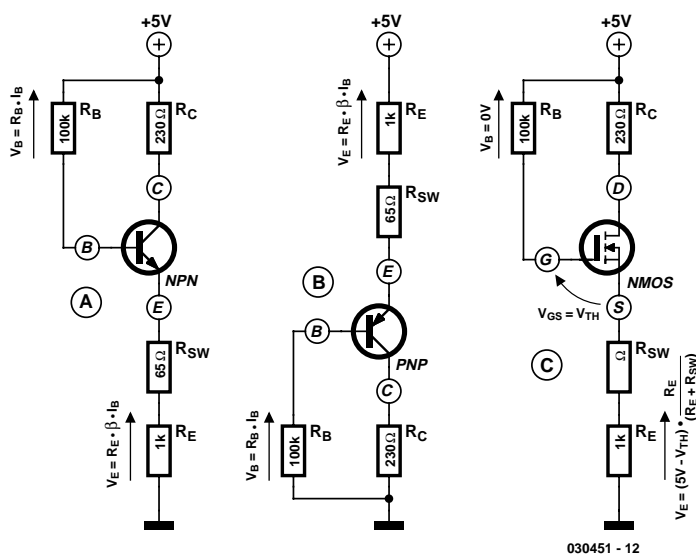 +5V
R_B
100k
V_B = R_B • I_B
R_C
230Ω
C
B
NPN
A
E
R_SW
65Ω
R_E
1k
V_E = R_E • β • I_B
+5V
R_E
1k
V_E = R_E • β • I_B
R_SW
65Ω
E
B
B
PNP
C
R_B
100k
V_B = R_B • I_B
R_C
230Ω
+5V
R_B
100k
V_B = 0V
R_C
230Ω
D
G
NMOS
V_GS = V_TH
S
C
R_SW
Ω
R_E
1k
V_E = (5V - V_TH) • R_E / (R_E + R_SW)
030451 - 12